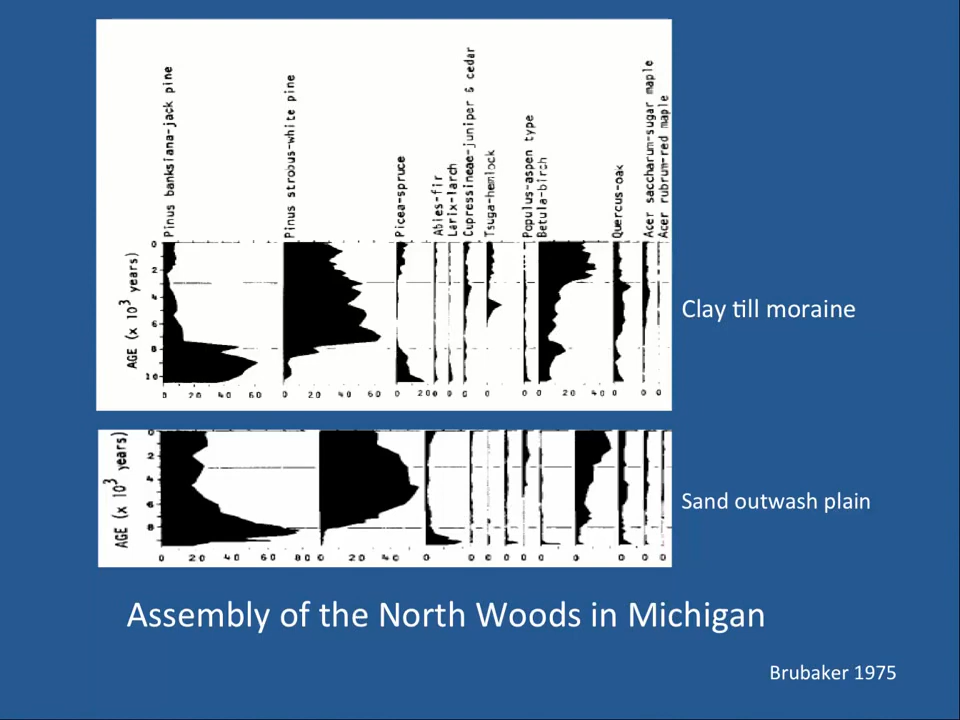 Pinus banksiana-jack pine
Pinus strobus-white pine
Picea-spruce
Abies-fir
Larix-larch
Cupressineae-juniper & cedar
Tsuga-hemlock
Populus-aspen type
Betula-birch
Quercus-oak
Acer saccharum-sugar maple
Acer rubrum-red maple
AGE (x 10³ years)
0
2
4
6
8
10
0 20 40 60 0 20 40 60 0 20 0 0 0 0 0 0 20 40 0 0 0
Clay till moraine
AGE (x 10³ years)
0
2
4
6
8
0 20 40 60 80 0 20 40 0 0 0 0 0 0 0 0 0 0
Sand outwash plain
Assembly of the North Woods in Michigan
Brubaker 1975